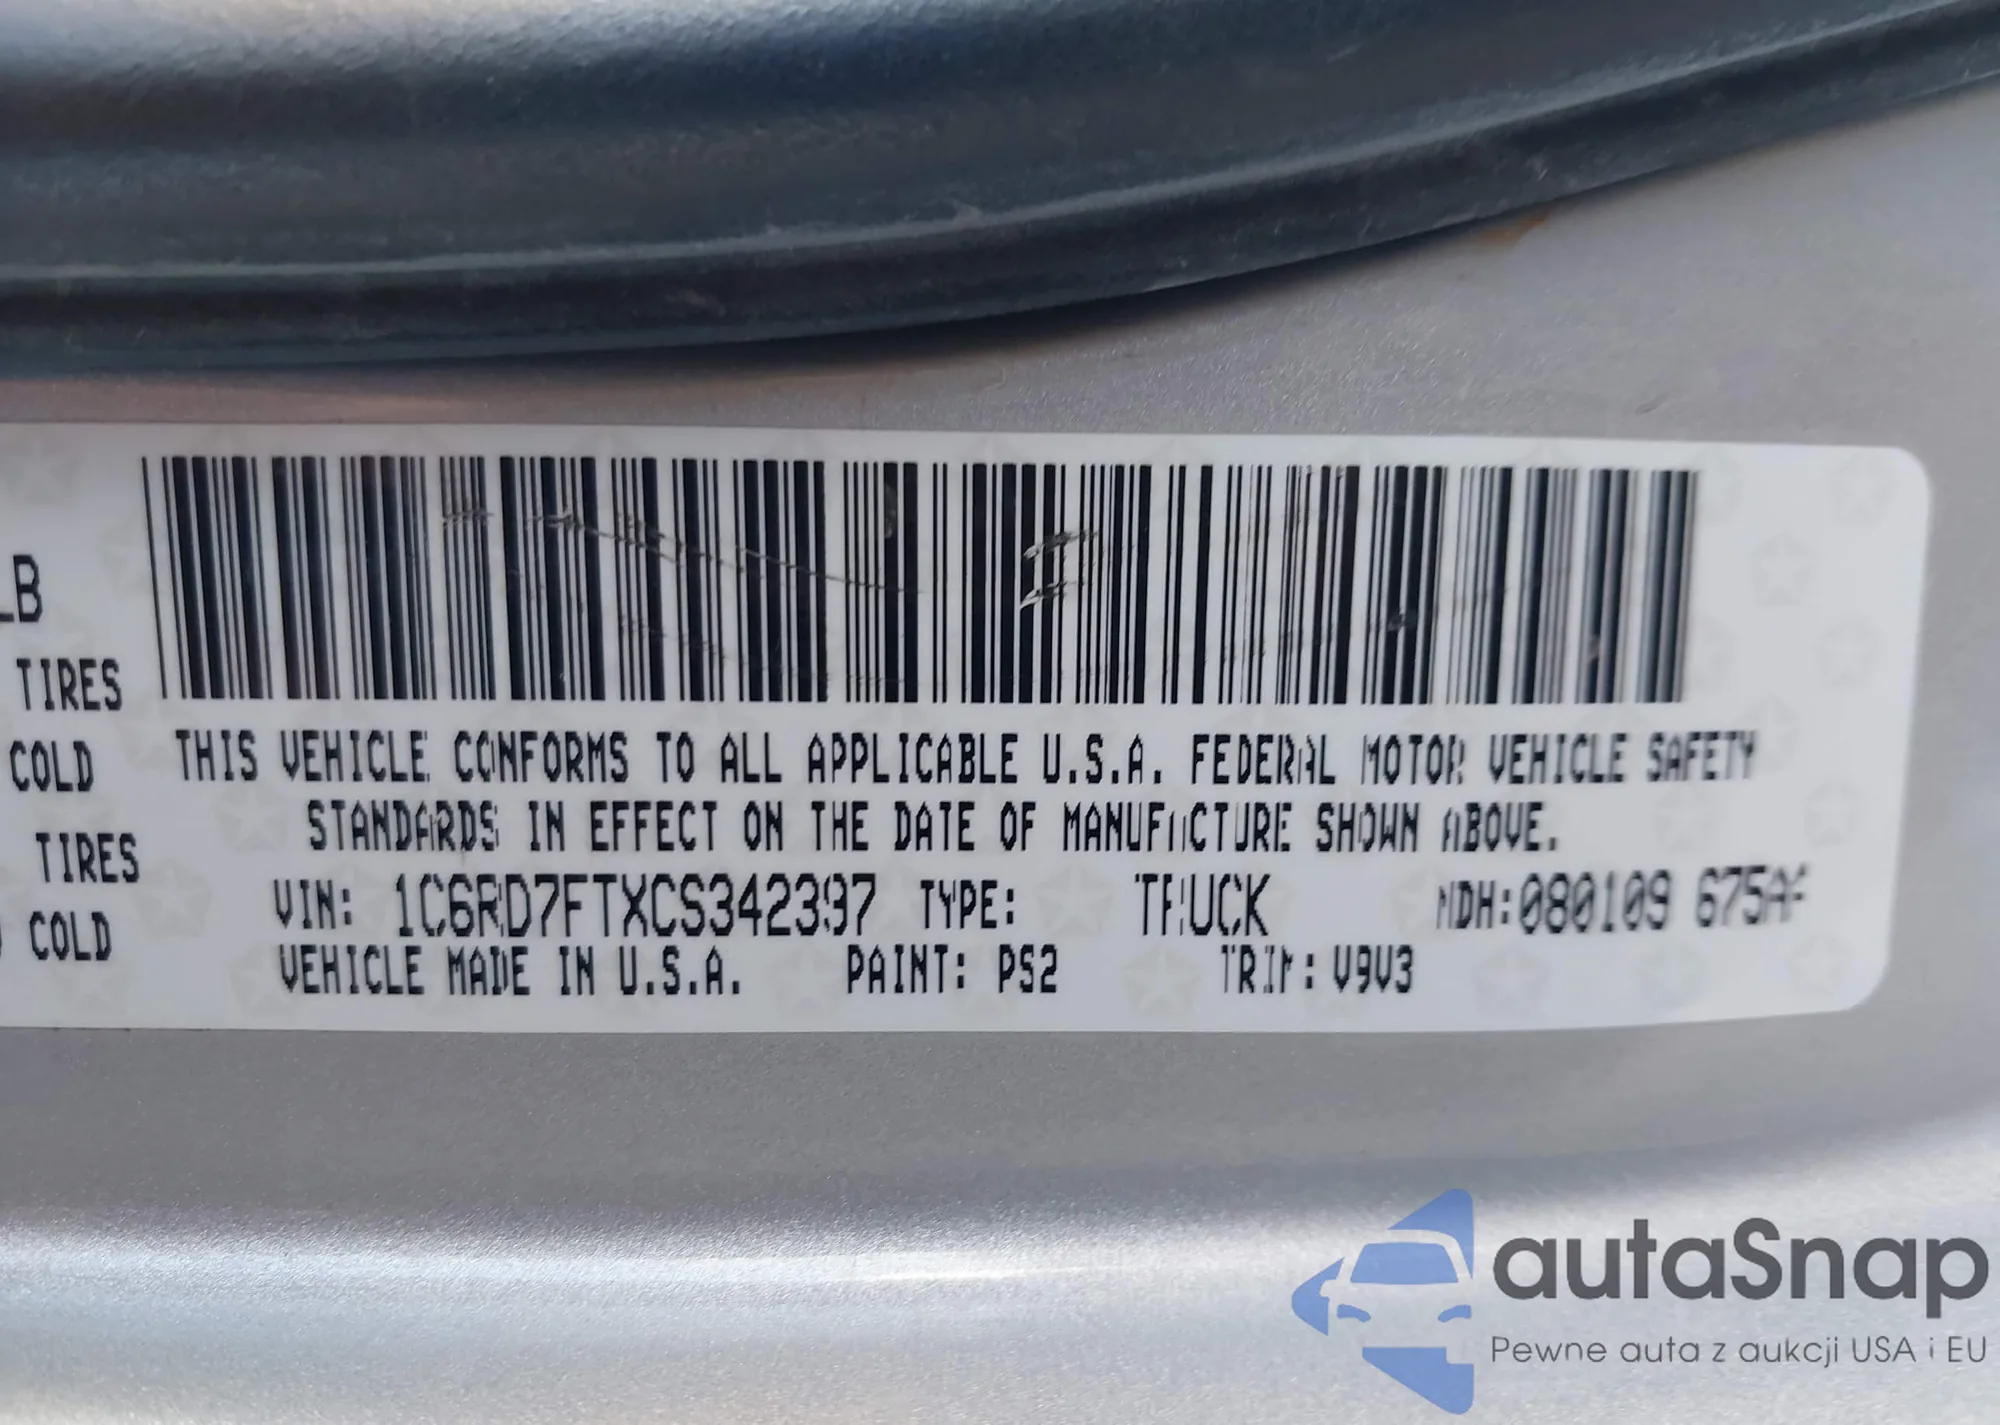 LB
TIRES
COLD
TIRES
COLD
THIS VEHICLE CONFORMS TO ALL APPLICABLE U.S.A. FEDERAL MOTOR VEHICLE SAFETY
STANDARDS IN EFFECT ON THE DATE OF MANUFACTURE SHOWN ABOVE.
VIN: 1C6RD7FTXCS342397 TYPE: TRUCK MDH:080109
VEHICLE MADE IN U.S.A. PAINT: PS2 TRIM: V9V3
autaSnap
Pewne auta z aukcji USA i EU